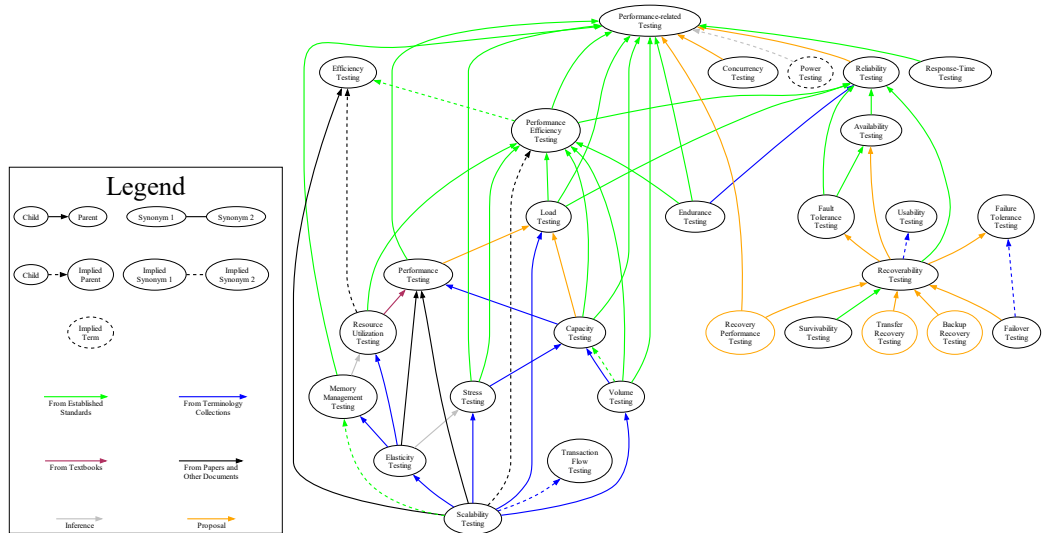 Performance-related
Testing
Efficiency
Testing
Concurrency
Testing
Power
Testing
Reliability
Testing
Response-Time
Testing
Performance
Efficiency
Testing
Availability
Testing
Legend
Child
Parent
Synonym 1
Synonym 2
Load
Testing
Endurance
Testing
Fault
Tolerance
Testing
Usability
Testing
Failure
Tolerance
Testing
Child
Implied
Parent
Implied
Synonym 1
Implied
Synonym 2
Performance
Testing
Recoverability
Testing
Implied
Term
Resource
Utilization
Testing
Capacity
Testing
Recovery
Performance
Testing
Survivability
Testing
Transfer
Recovery
Testing
Backup
Recovery
Testing
Failover
Testing
Memory
Management
Testing
Stress
Testing
Volume
Testing
From Established
Standards
From Terminology
Collections
Elasticity
Testing
Transaction
Flow
Testing
From Textbooks
From Papers and
Other Documents
Scalability
Testing
Inference
Proposal